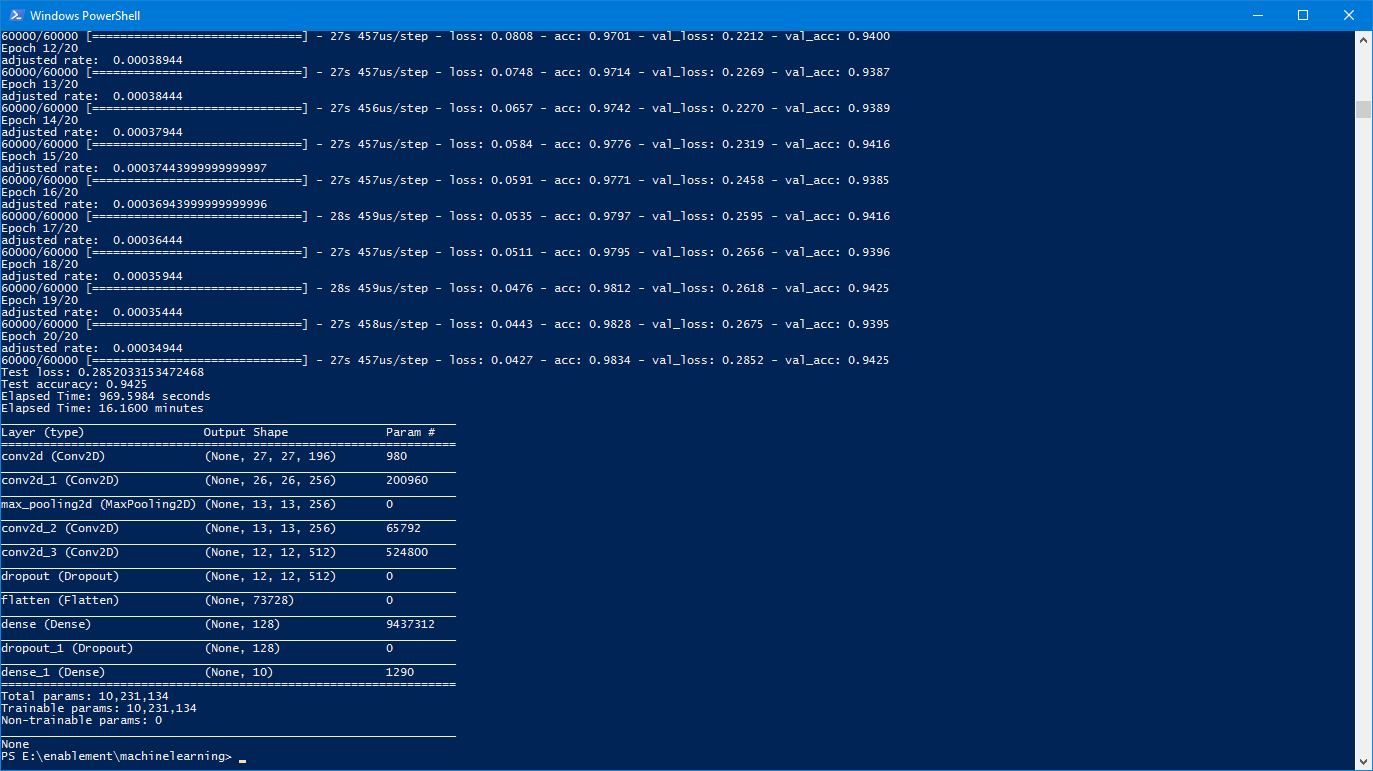 Windows PowerShell
60000/60000 [==============================] - 27s 457us/step - loss: 0.0808 - acc: 0.9701 - val_loss: 0.2212 - val_acc: 0.9400
Epoch 12/20
adjusted rate:  0.00038944
60000/60000 [==============================] - 27s 457us/step - loss: 0.0748 - acc: 0.9714 - val_loss: 0.2269 - val_acc: 0.9387
Epoch 13/20
adjusted rate:  0.00038444
60000/60000 [==============================] - 27s 456us/step - loss: 0.0657 - acc: 0.9742 - val_loss: 0.2270 - val_acc: 0.9389
Epoch 14/20
adjusted rate:  0.00037944
60000/60000 [==============================] - 27s 457us/step - loss: 0.0584 - acc: 0.9776 - val_loss: 0.2319 - val_acc: 0.9416
Epoch 15/20
adjusted rate:  0.00037443999999999997
60000/60000 [==============================] - 27s 457us/step - loss: 0.0591 - acc: 0.9771 - val_loss: 0.2458 - val_acc: 0.9385
Epoch 16/20
adjusted rate:  0.00036943999999999996
60000/60000 [==============================] - 28s 459us/step - loss: 0.0535 - acc: 0.9797 - val_loss: 0.2595 - val_acc: 0.9416
Epoch 17/20
adjusted rate:  0.00036444
60000/60000 [==============================] - 27s 457us/step - loss: 0.0511 - acc: 0.9795 - val_loss: 0.2656 - val_acc: 0.9396
Epoch 18/20
adjusted rate:  0.00035944
60000/60000 [==============================] - 28s 459us/step - loss: 0.0476 - acc: 0.9812 - val_loss: 0.2618 - val_acc: 0.9425
Epoch 19/20
adjusted rate:  0.00035444
60000/60000 [==============================] - 27s 458us/step - loss: 0.0443 - acc: 0.9828 - val_loss: 0.2675 - val_acc: 0.9395
Epoch 20/20
adjusted rate:  0.00034944
60000/60000 [==============================] - 27s 457us/step - loss: 0.0427 - acc: 0.9834 - val_loss: 0.2852 - val_acc: 0.9425
Test loss: 0.2852033153472468
Test accuracy: 0.9425
Elapsed Time: 969.5984 seconds
Elapsed Time: 16.1600 minutes
_________________________________________________________________
Layer (type)                 Output Shape              Param #
=================================================================
conv2d (Conv2D)              (None, 27, 27, 196)       980
_________________________________________________________________
conv2d_1 (Conv2D)            (None, 26, 26, 256)       200960
_________________________________________________________________
max_pooling2d (MaxPooling2D) (None, 13, 13, 256)       0
_________________________________________________________________
conv2d_2 (Conv2D)            (None, 13, 13, 256)       65792
_________________________________________________________________
conv2d_3 (Conv2D)            (None, 12, 12, 512)       524800
_________________________________________________________________
dropout (Dropout)            (None, 12, 12, 512)       0
_________________________________________________________________
flatten (Flatten)            (None, 73728)             0
_________________________________________________________________
dense (Dense)                (None, 128)               9437312
_________________________________________________________________
dropout_1 (Dropout)          (None, 128)               0
_________________________________________________________________
dense_1 (Dense)              (None, 10)                1290
=================================================================
Total params: 10,231,134
Trainable params: 10,231,134
Non-trainable params: 0
_________________________________________________________________
None
PS E:\enablement\machinelearning> _